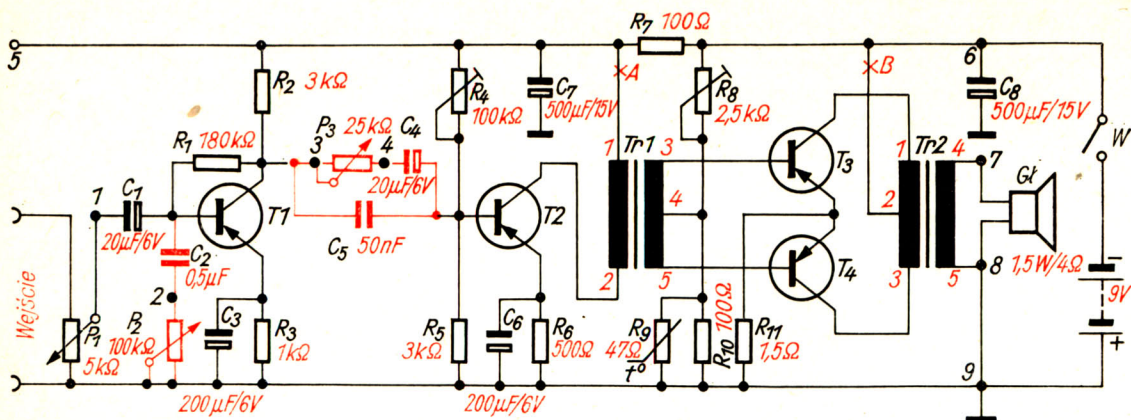 5
R7 100Ω
6
R2 3kΩ
R4 100kΩ
C7 500μF/15V
×A
R8 2,5kΩ
×B
C8 500μF/15V
W
R1 180kΩ
P3 25kΩ
3
4
C4 20μF/6V
1
C1 20μF/6V
T1
C5 50nF
T2
1
Tr1
3
4
2
5
T3
T4
1
Tr2
4
2
3
5
7
Gł
8
1,5W/4Ω
−
9V
+
Wejście
C2 0,5μF
2
P1 5kΩ
P2 100kΩ
C3 200μF/6V
R3 1kΩ
R5 3kΩ
C6 200μF/6V
R6 500Ω
R9 47Ω
t°
R10 100Ω
R11 1,5Ω
9